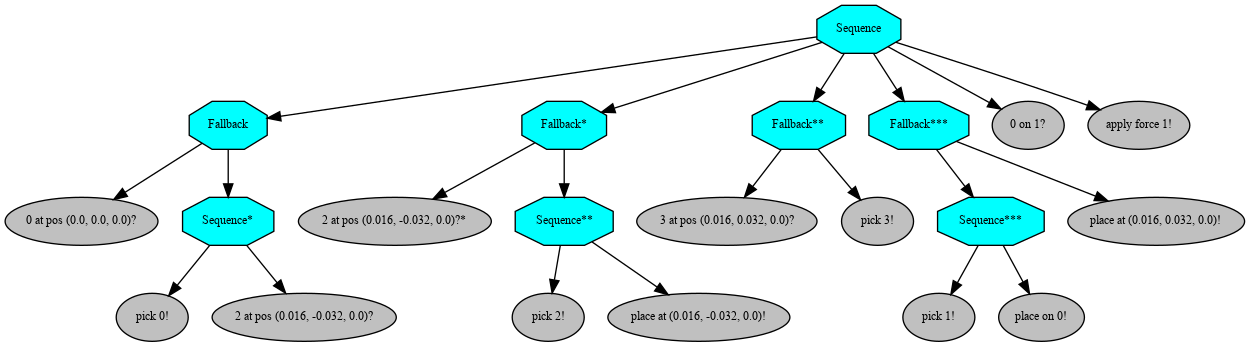 Sequence
Fallback
Fallback*
Fallback**
Fallback***
0 on 1?
apply force 1!
0 at pos (0.0, 0.0, 0.0)?
Sequence*
2 at pos (0.016, -0.032, 0.0)?*
Sequence**
3 at pos (0.016, 0.032, 0.0)?
pick 3!
Sequence***
place at (0.016, 0.032, 0.0)!
pick 0!
2 at pos (0.016, -0.032, 0.0)?
pick 2!
place at (0.016, -0.032, 0.0)!
pick 1!
place on 0!